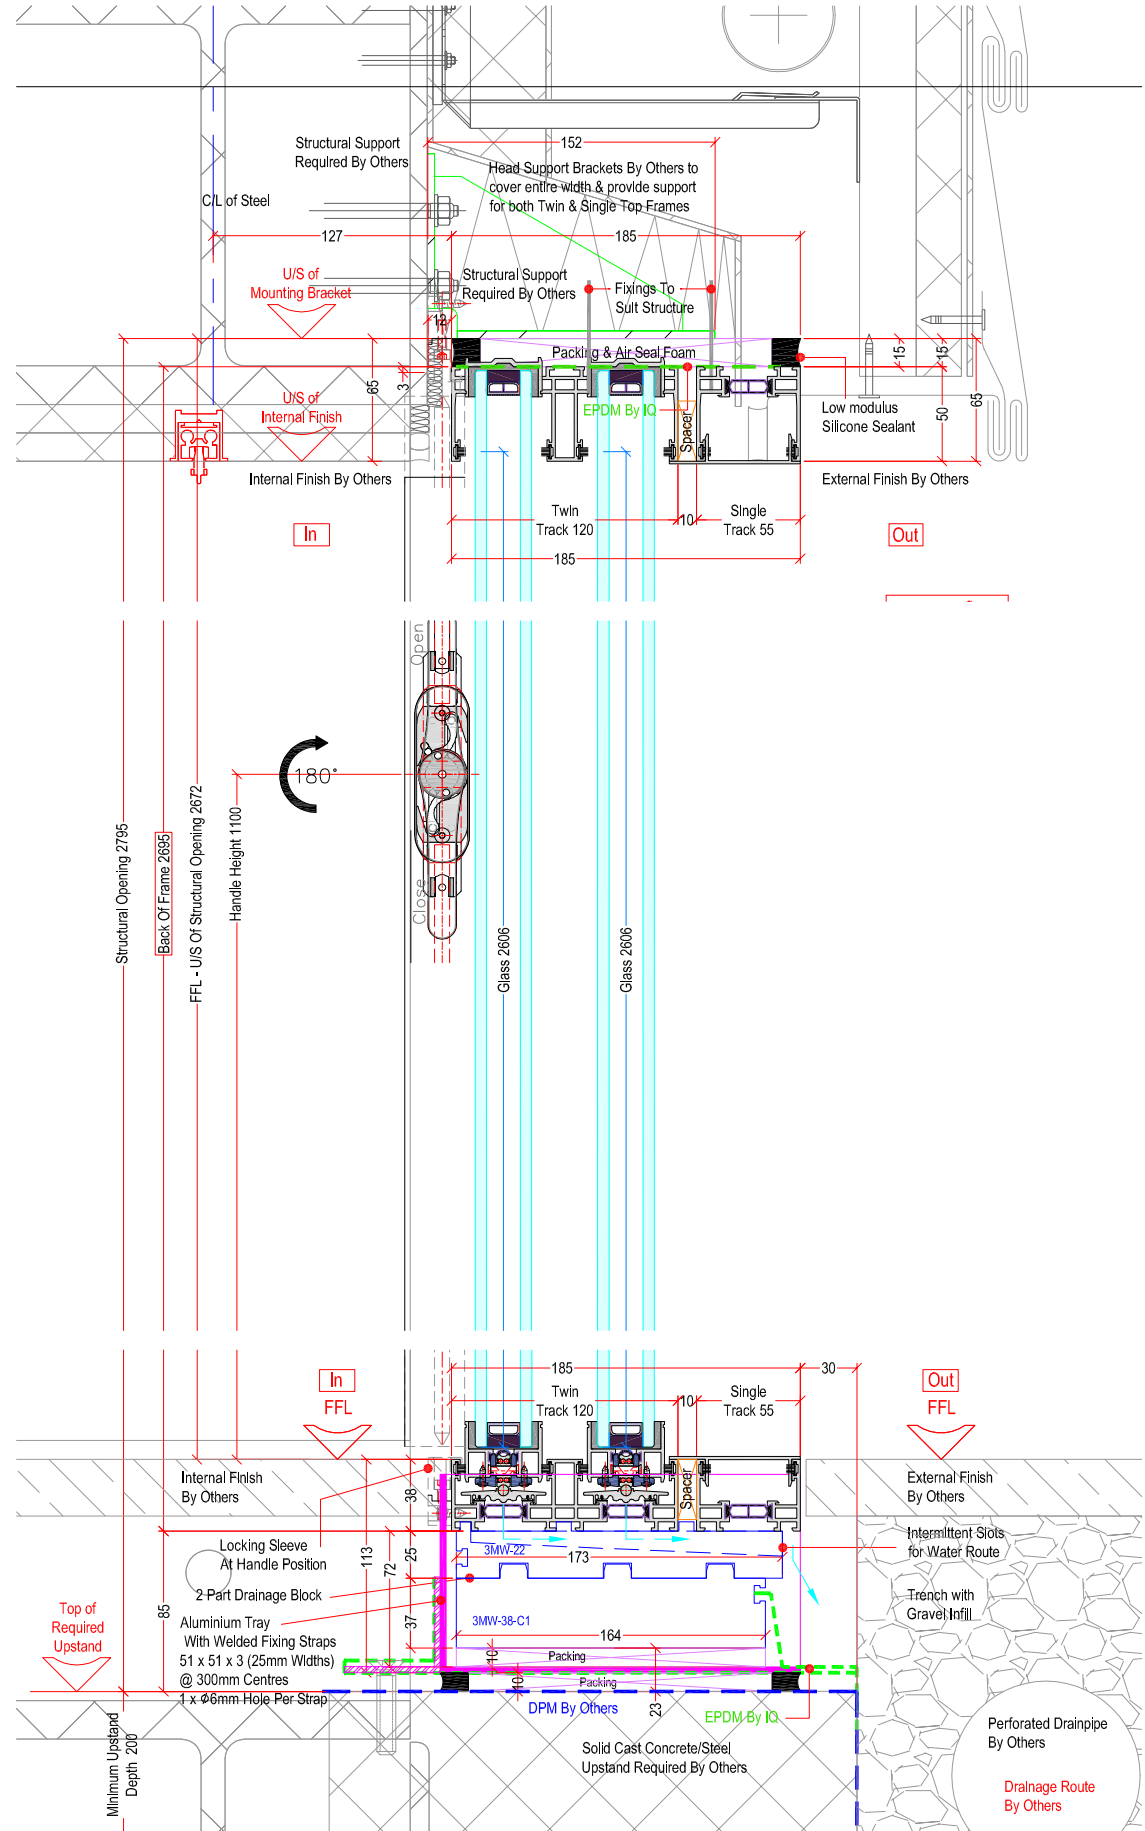 Structural Support
Required By Others
152
Head Support Brackets By Others to
cover entire width & provide support
for both Twin & Single Top Frames
C/L of Steel
127
185
U/S of
Mounting Bracket
Structural Support
Required By Others
Fixings To
Suit Structure
12
Packing & Air Seal Foam
15
15
65
3
U/S of
Internal Finish
EPDM By IQ
Spacer
Low modulus
Silicone Sealant
50
65
Internal Finish By Others
External Finish By Others
In
Twin
Track 120
10
Single
Track 55
Out
185
Open
180°
Close
Structural Opening 2795
Back Of Frame 2695
FFL - U/S Of Structural Opening 2672
Handle Height 1100
Glass 2606
Glass 2606
185
30
In
FFL
Twin
Track 120
10
Single
Track 55
Out
FFL
Internal Finish
By Others
38
Spacer
External Finish
By Others
Locking Sleeve
At Handle Position
113
72
25
3MW-22
173
Intermittent Slots
for Water Route
2 Part Drainage Block
85
Top of
Required
Upstand
Aluminium Tray
With Welded Fixing Straps
51 x 51 x 3 (25mm Widths)
@ 300mm Centres
1 x Ø6mm Hole Per Strap
37
3MW-38-C1
164
Trench with
Gravel Infill
10
Packing
10
Packing
23
DPM By Others
EPDM By IQ
Minimum Upstand
Depth 200
Solid Cast Concrete/Steel
Upstand Required By Others
Perforated Drainpipe
By Others
Drainage Route
By Others